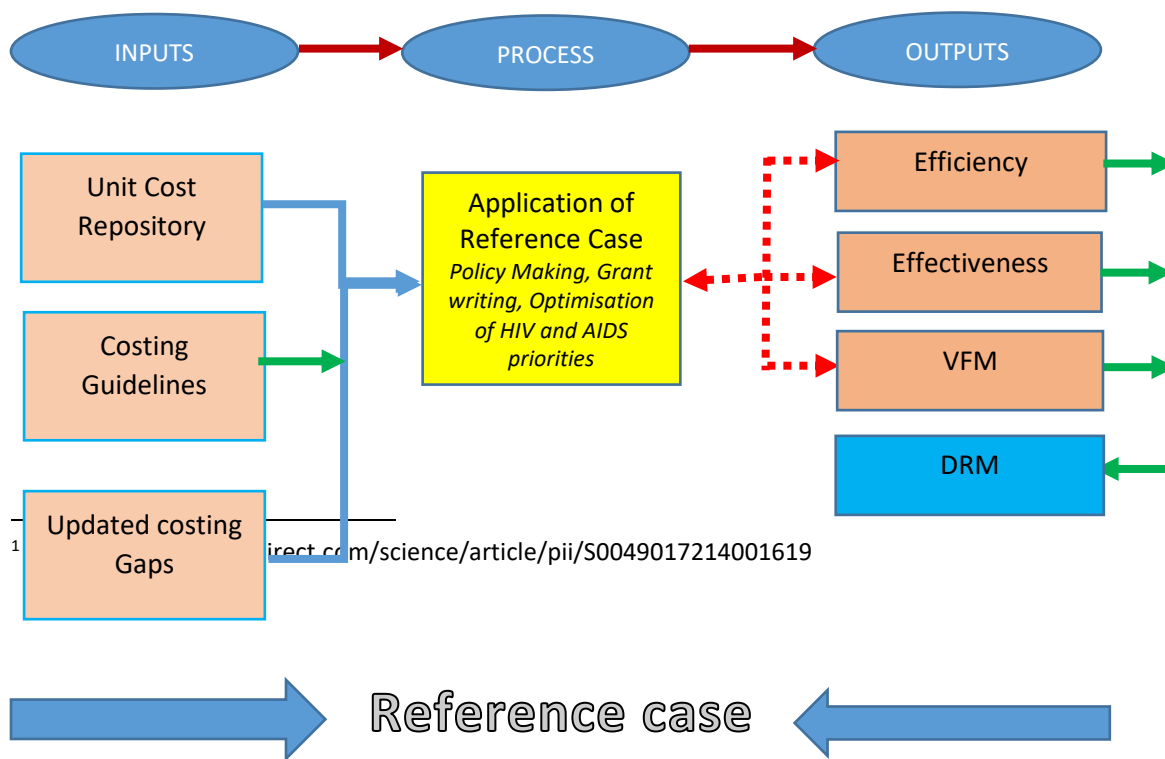 INPUTS
PROCESS
OUTPUTS
Unit Cost
Repository
Costing
Guidelines
Updated costing
Gaps
Application of
Reference Case
Policy Making, Grant
writing, Optimisation
of HIV and AIDS
priorities
Efficiency
Effectiveness
VFM
DRM
1 irect.com/science/article/pii/S0049017214001619
Reference case